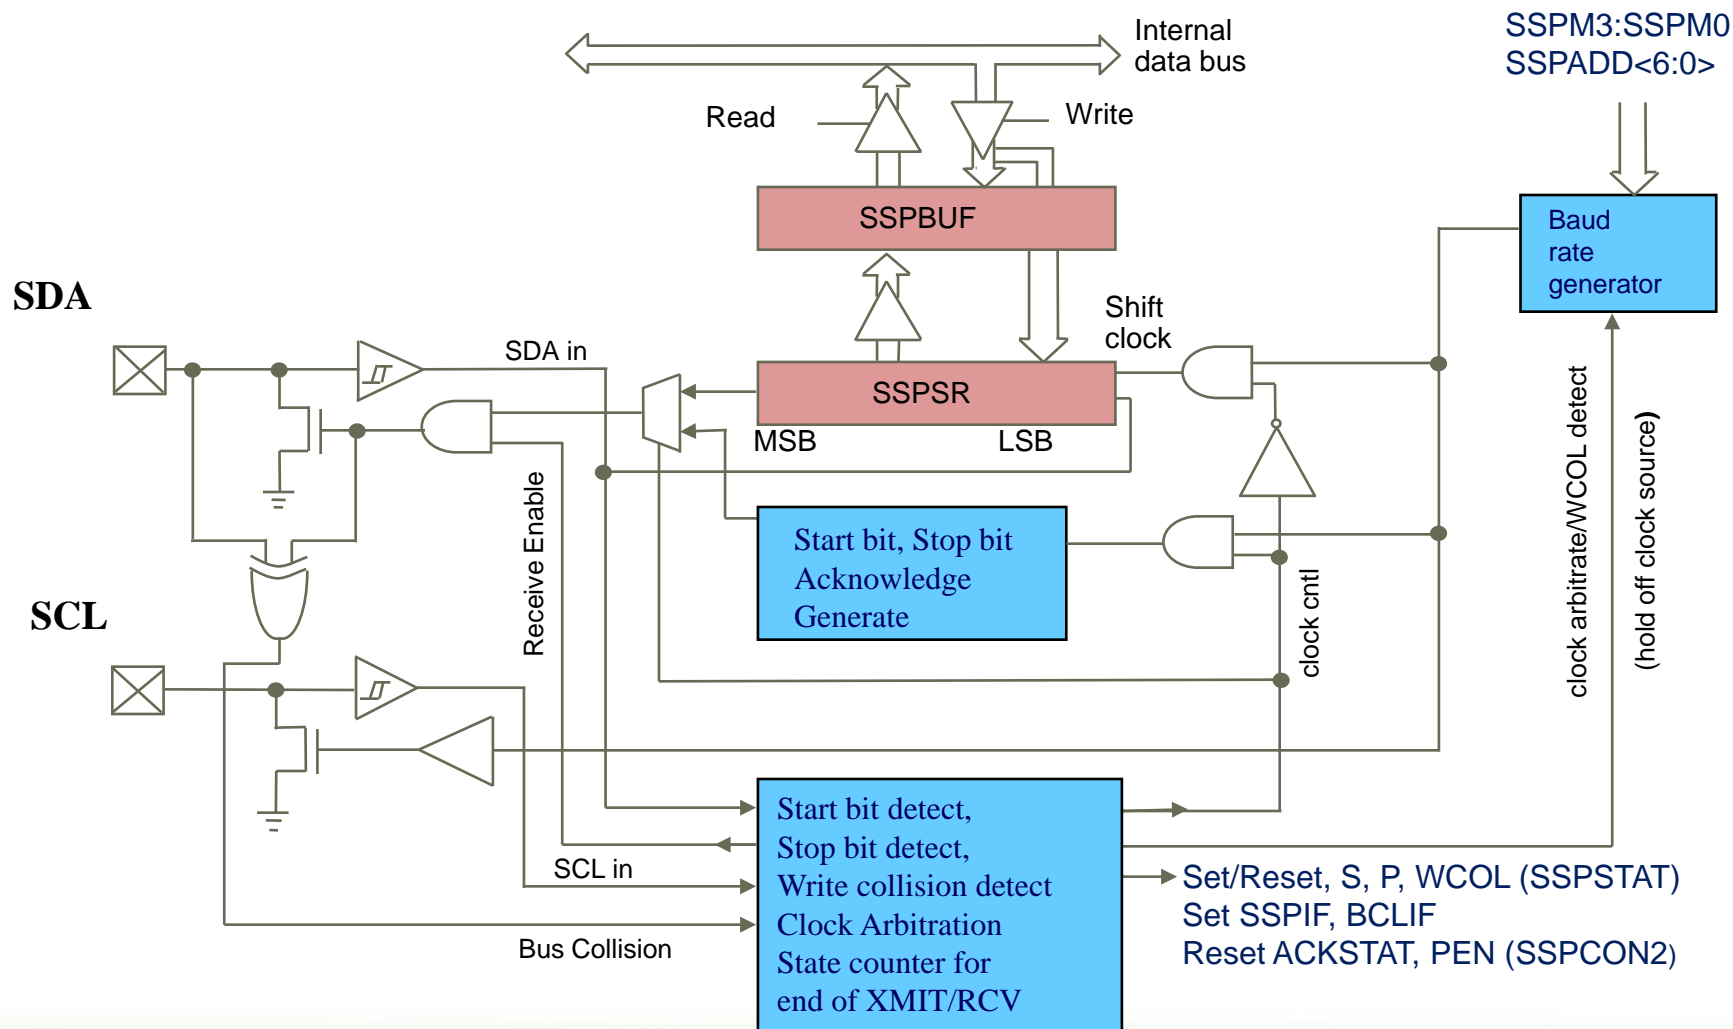 Internal
data bus
SSPM3:SSPM0
SSPADD<6:0>
Read
Write
SSPBUF
Baud
rate
generator
SDA
Shift
clock
SDA in
SSPSR
MSB
LSB
Receive Enable
Start bit, Stop bit
Acknowledge
Generate
clock cntl
clock arbitrate/WCOL detect
(hold off clock source)
SCL
SCL in
Bus Collision
Start bit detect,
Stop bit detect,
Write collision detect
Clock Arbitration
State counter for
end of XMIT/RCV
Set/Reset, S, P, WCOL (SSPSTAT)
Set SSPIF, BCLIF
Reset ACKSTAT, PEN (SSPCON2)